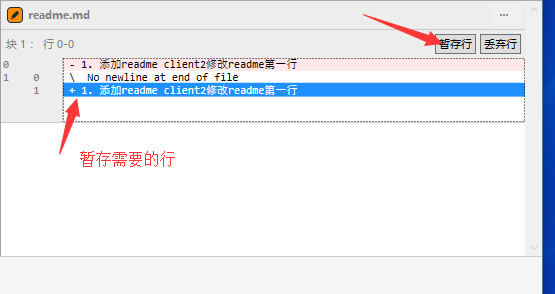 readme.md
...
块 1： 行 0-0
暂存行 丢弃行
0 - 1. 添加readme client2修改readme第一行
1 0 \ No newline at end of file
1 + 1. 添加readme client2修改readme第一行
暂存需要的行